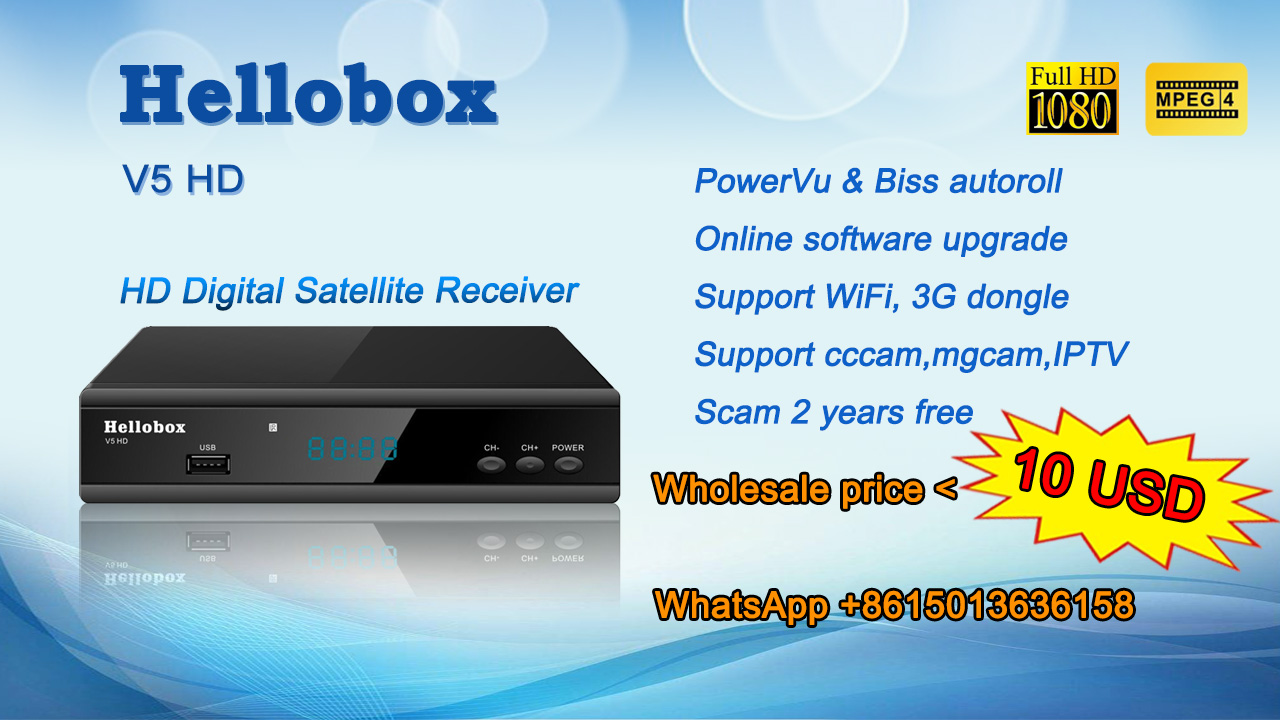 Hellobox
V5 HD
HD Digital Satellite Receiver
Full HD
1080
MPEG 4
PowerVu & Biss autoroll
Online software upgrade
Support WiFi, 3G dongle
Support cccam,mgcam,IPTV
Scam 2 years free
Wholesale price < 10 USD
WhatsApp +8615013636158
Hellobox
V5 HD
USB
88:88
CH-
CH+
POWER